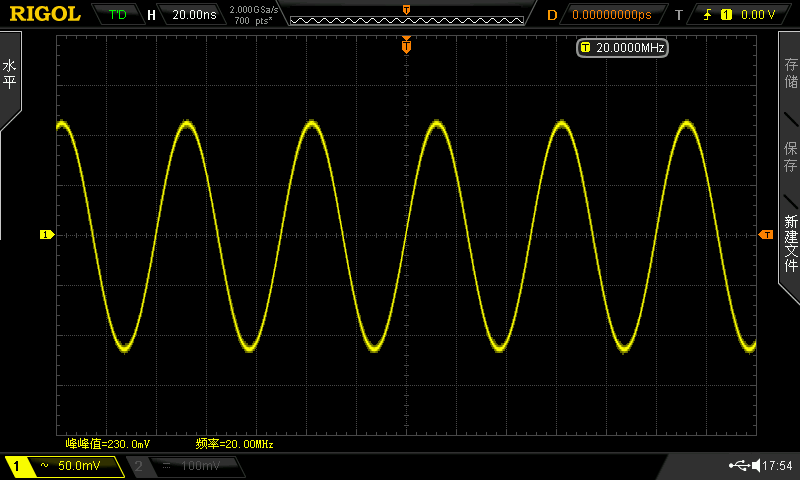 RIGOL T'D H 20.00ns 2.000GSa/s D 0.00000000ps T 1 0.00 V
700 pts*
T
T
T 20.0000MHz
水平
存储
保存
新建文件
1
T
峰峰值=230.0mV 频率=20.00MHz
1 ~ 50.0mV 2 100mV 17:54